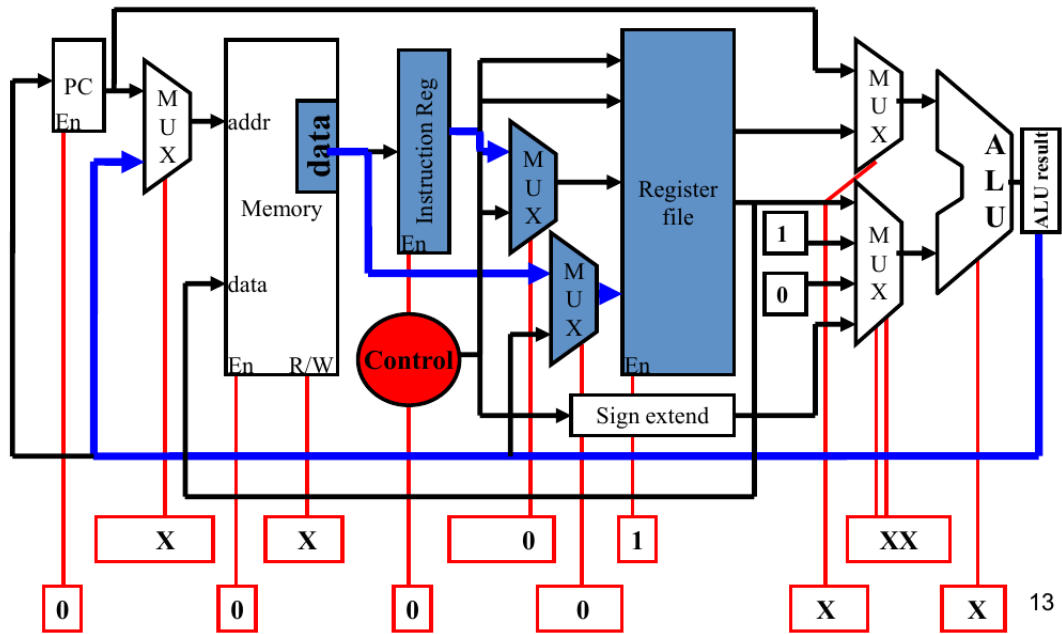 PC
En
M
U
X
addr
data
Memory
data
En
R/W
Instruction Reg
En
Control
M
U
X
M
U
X
Register
file
En
Sign extend
1
0
M
U
X
M
U
X
A
L
U
ALU result
X
X
0
1
XX
0
0
0
0
X
X
13